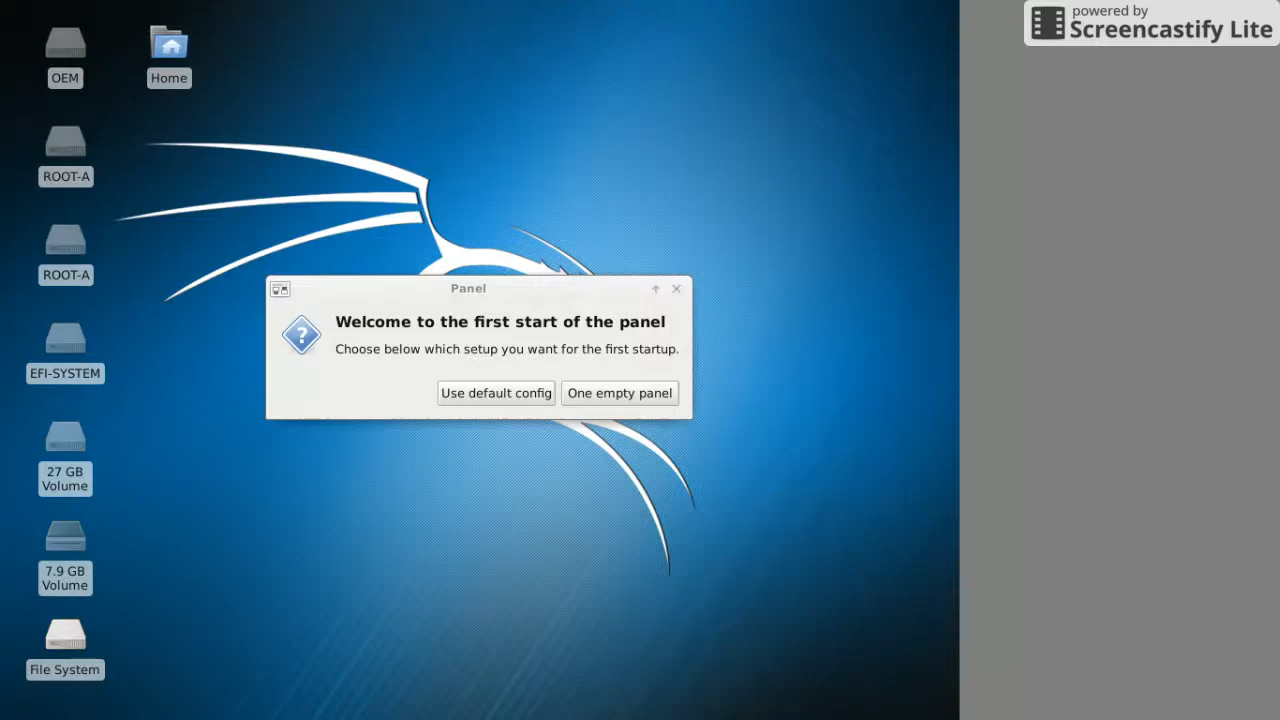 powered by
Screencastify Lite
OEM
Home
ROOT-A
ROOT-A
EFI-SYSTEM
27 GB
Volume
7.9 GB
Volume
File System
Panel
Welcome to the first start of the panel
Choose below which setup you want for the first startup.
Use default config
One empty panel